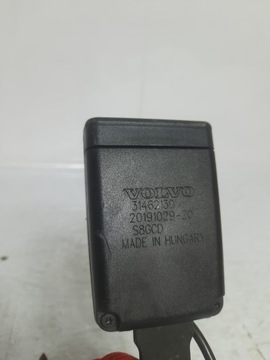 VOLVO
31462130
20191029-20
S8GCD
MADE IN HUNGARY